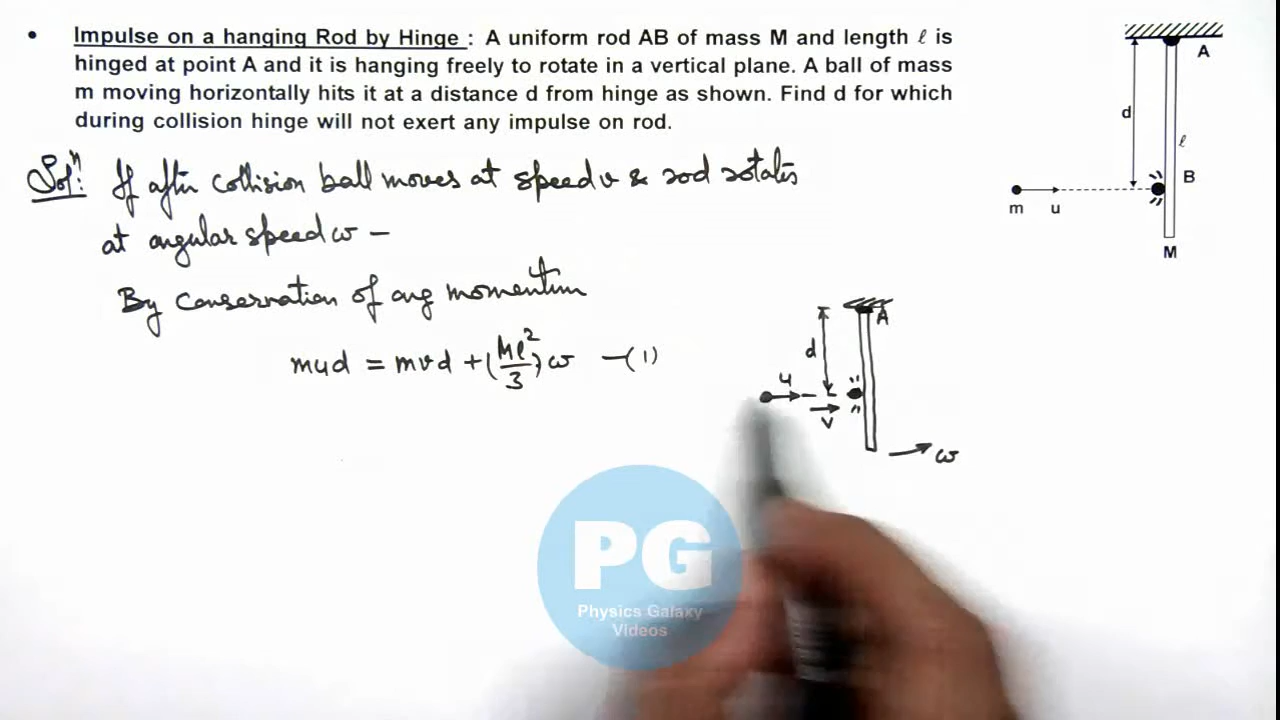 • Impulse on a hanging Rod by Hinge : A uniform rod AB of mass M and length ℓ is
hinged at point A and it is hanging freely to rotate in a vertical plane. A ball of mass
m moving horizontally hits it at a distance d from hinge as shown. Find d for which
during collision hinge will not exert any impulse on rod.
A
d
ℓ
B
m u
M
Solⁿ: If after collision ball moves at speed v & rod rotates
at angular speed ω –
By conservation of ang momentum
mud = mvd + (Mℓ²/3)ω —(1)
A
d
u
v
ω
PG
Physics Galaxy
Videos